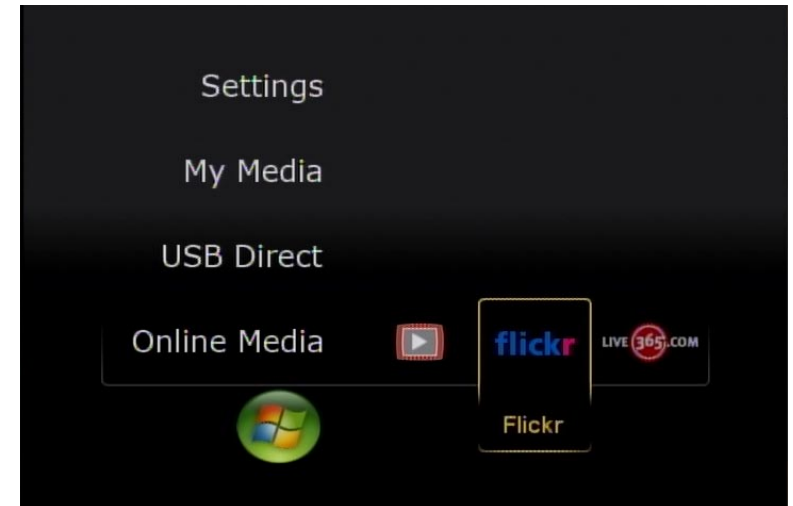 Settings
My Media
USB Direct
Online Media
flickr
LIVE 365.COM
Flickr